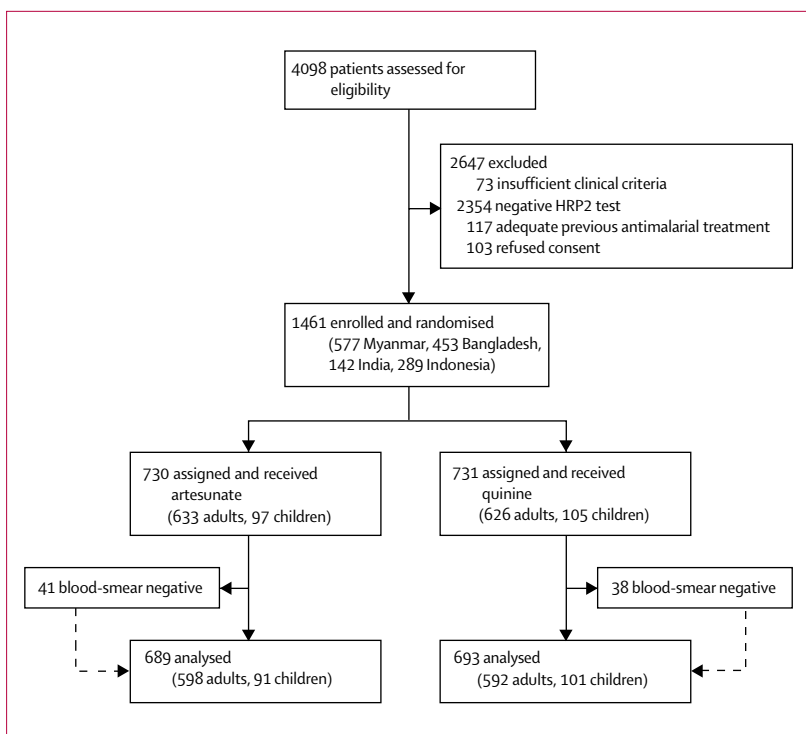 4098 patients assessed for
eligibility
2647 excluded
73 insufficient clinical criteria
2354 negative HRP2 test
117 adequate previous antimalarial treatment
103 refused consent
1461 enrolled and randomised
(577 Myanmar, 453 Bangladesh,
142 India, 289 Indonesia)
730 assigned and received
artesunate
(633 adults, 97 children)
731 assigned and received
quinine
(626 adults, 105 children)
41 blood-smear negative
38 blood-smear negative
689 analysed
(598 adults, 91 children)
693 analysed
(592 adults, 101 children)